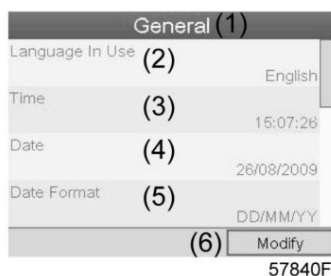 General (1)
Language In Use (2)
English
Time (3)
15:07:26
Date (4)
26/08/2009
Date Format (5)
DD/MM/YY
(6) Modify
57840F